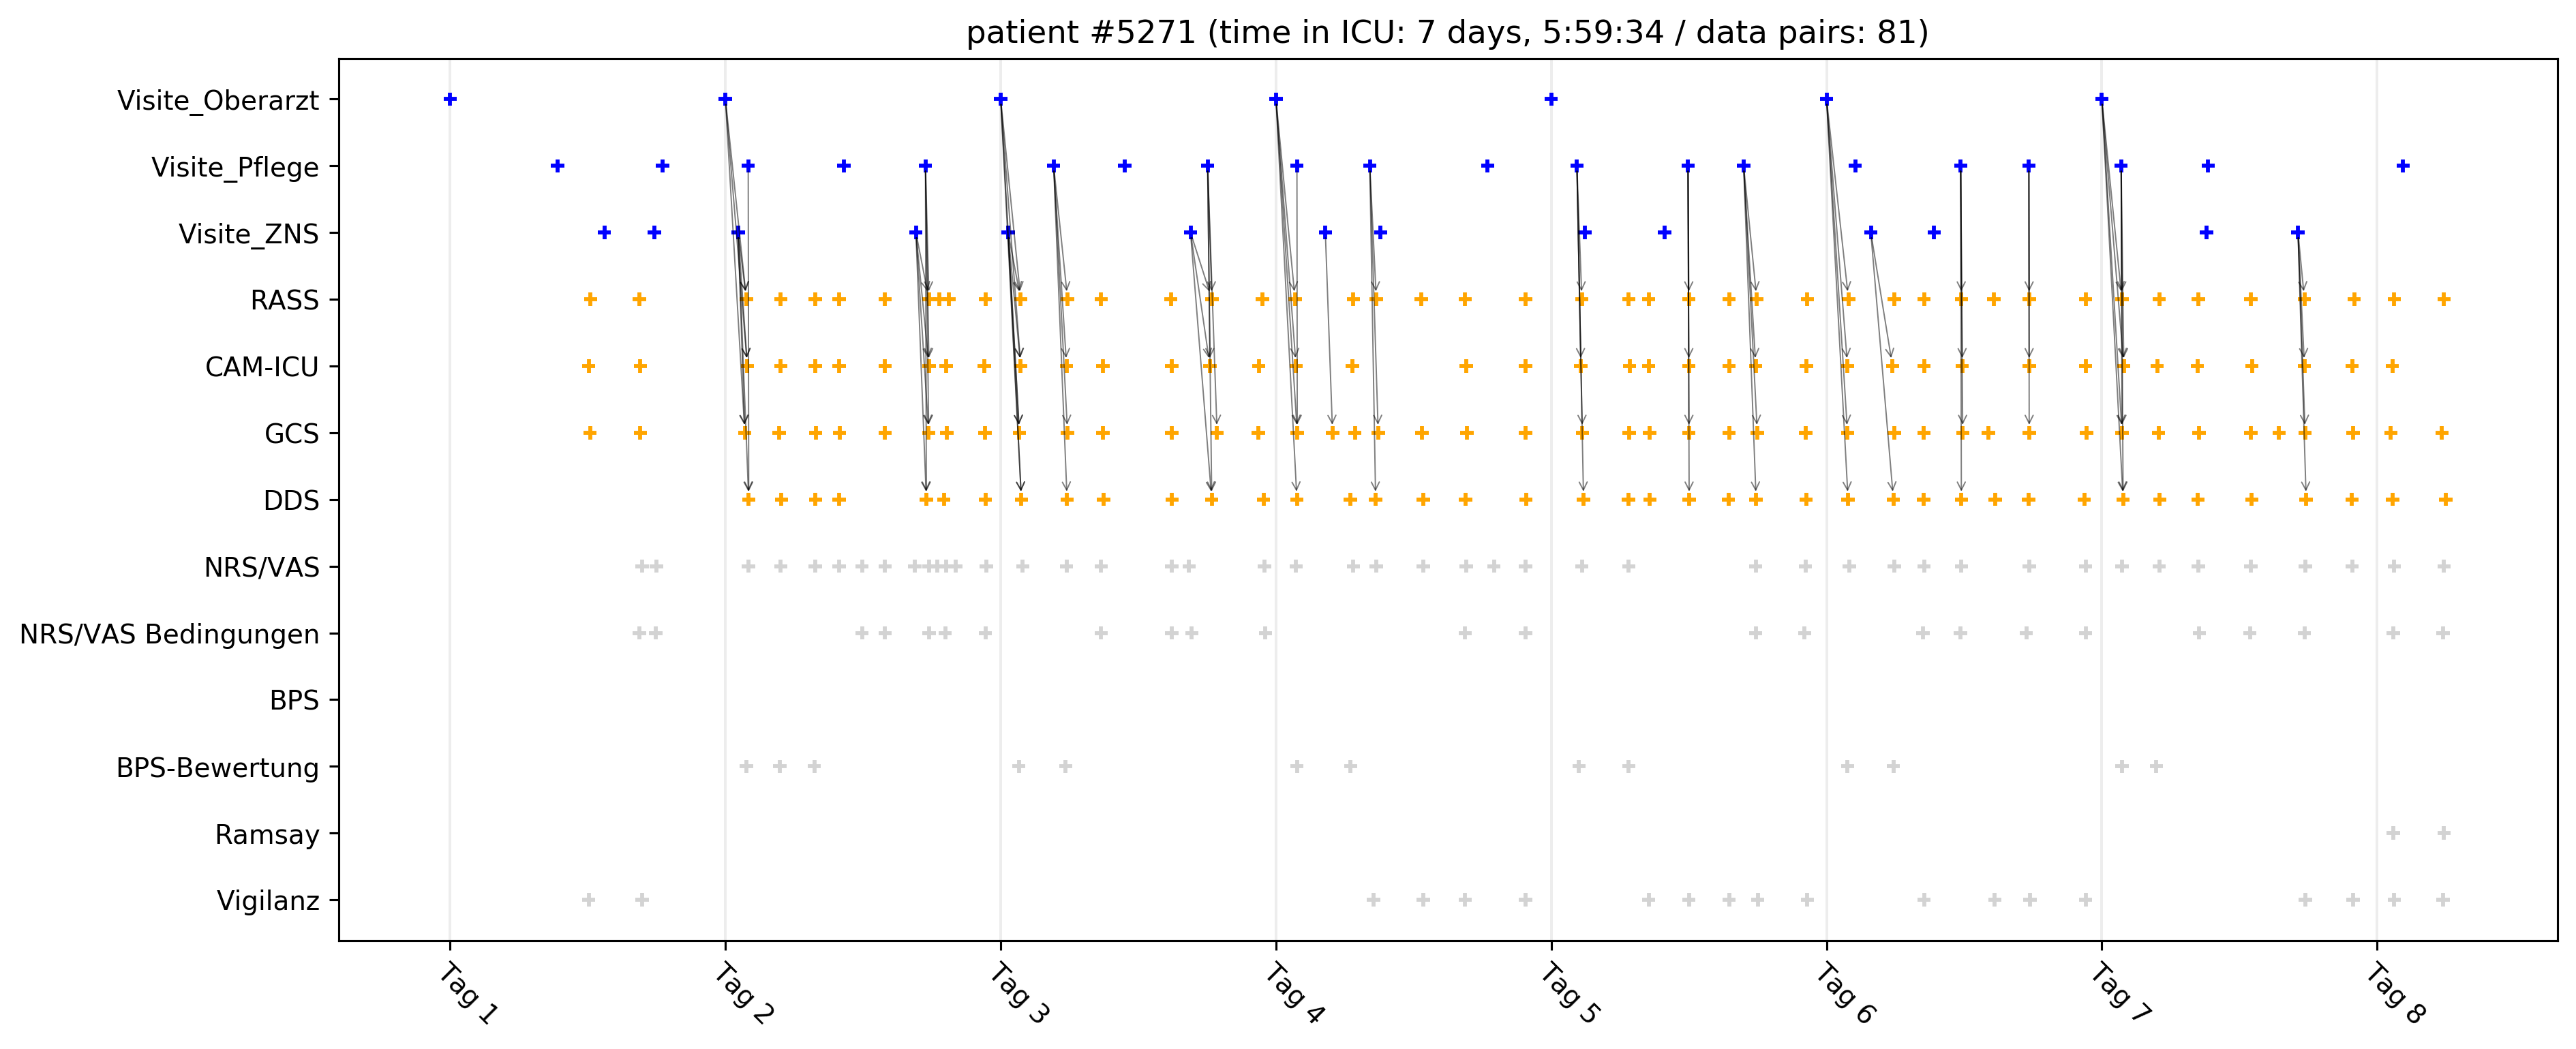 patient #5271 (time in ICU: 7 days, 5:59:34 / data pairs: 81)
Visite_Oberarzt
Visite_Pflege
Visite_ZNS
RASS
CAM-ICU
GCS
DDS
NRS/VAS
NRS/VAS Bedingungen
BPS
BPS-Bewertung
Ramsay
Vigilanz
Tag 1
Tag 2
Tag 3
Tag 4
Tag 5
Tag 6
Tag 7
Tag 8